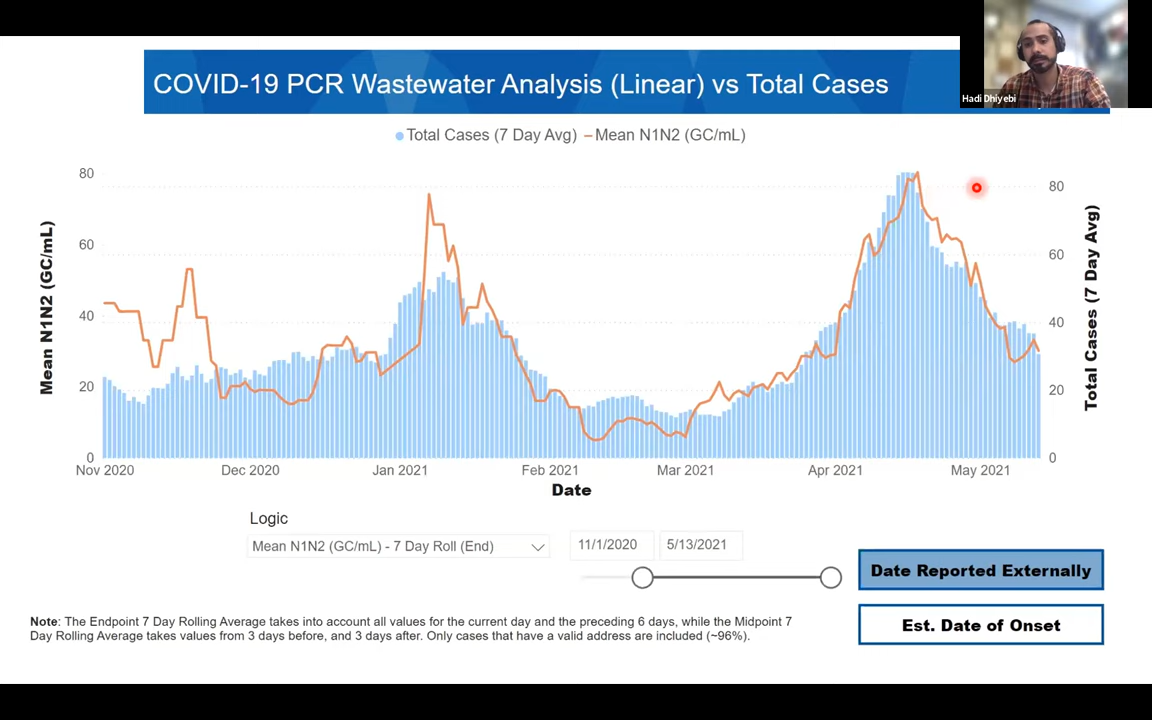 COVID-19 PCR Wastewater Analysis (Linear) vs Total Cases
Hadi Dhiyebi
Total Cases (7 Day Avg) Mean N1N2 (GC/mL)
Mean N1N2 (GC/mL)
80
60
40
20
0
80
60
40
20
0
Total Cases (7 Day Avg)
Nov 2020 Dec 2020 Jan 2021 Feb 2021 Mar 2021 Apr 2021 May 2021
Date
Logic
Mean N1N2 (GC/mL) - 7 Day Roll (End)
11/1/2020 5/13/2021
Date Reported Externally
Est. Date of Onset
Note: The Endpoint 7 Day Rolling Average takes into account all values for the current day and the preceding 6 days, while the Midpoint 7
Day Rolling Average takes values from 3 days before, and 3 days after. Only cases that have a valid address are included (~96%).